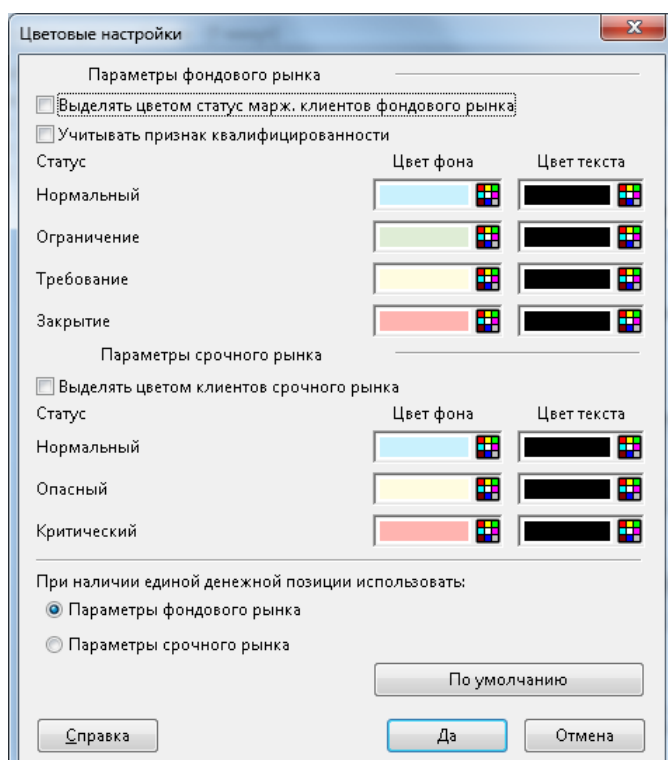 Цветовые настройки
Параметры фондового рынка
Выделять цветом статус марж. клиентов фондового рынка
Учитывать признак квалифицированности
Статус Цвет фона Цвет текста
Нормальный
Ограничение
Требование
Закрытие
Параметры срочного рынка
Выделять цветом клиентов срочного рынка
Статус Цвет фона Цвет текста
Нормальный
Опасный
Критический
При наличии единой денежной позиции использовать:
Параметры фондового рынка
Параметры срочного рынка
По умолчанию
Справка Да Отмена